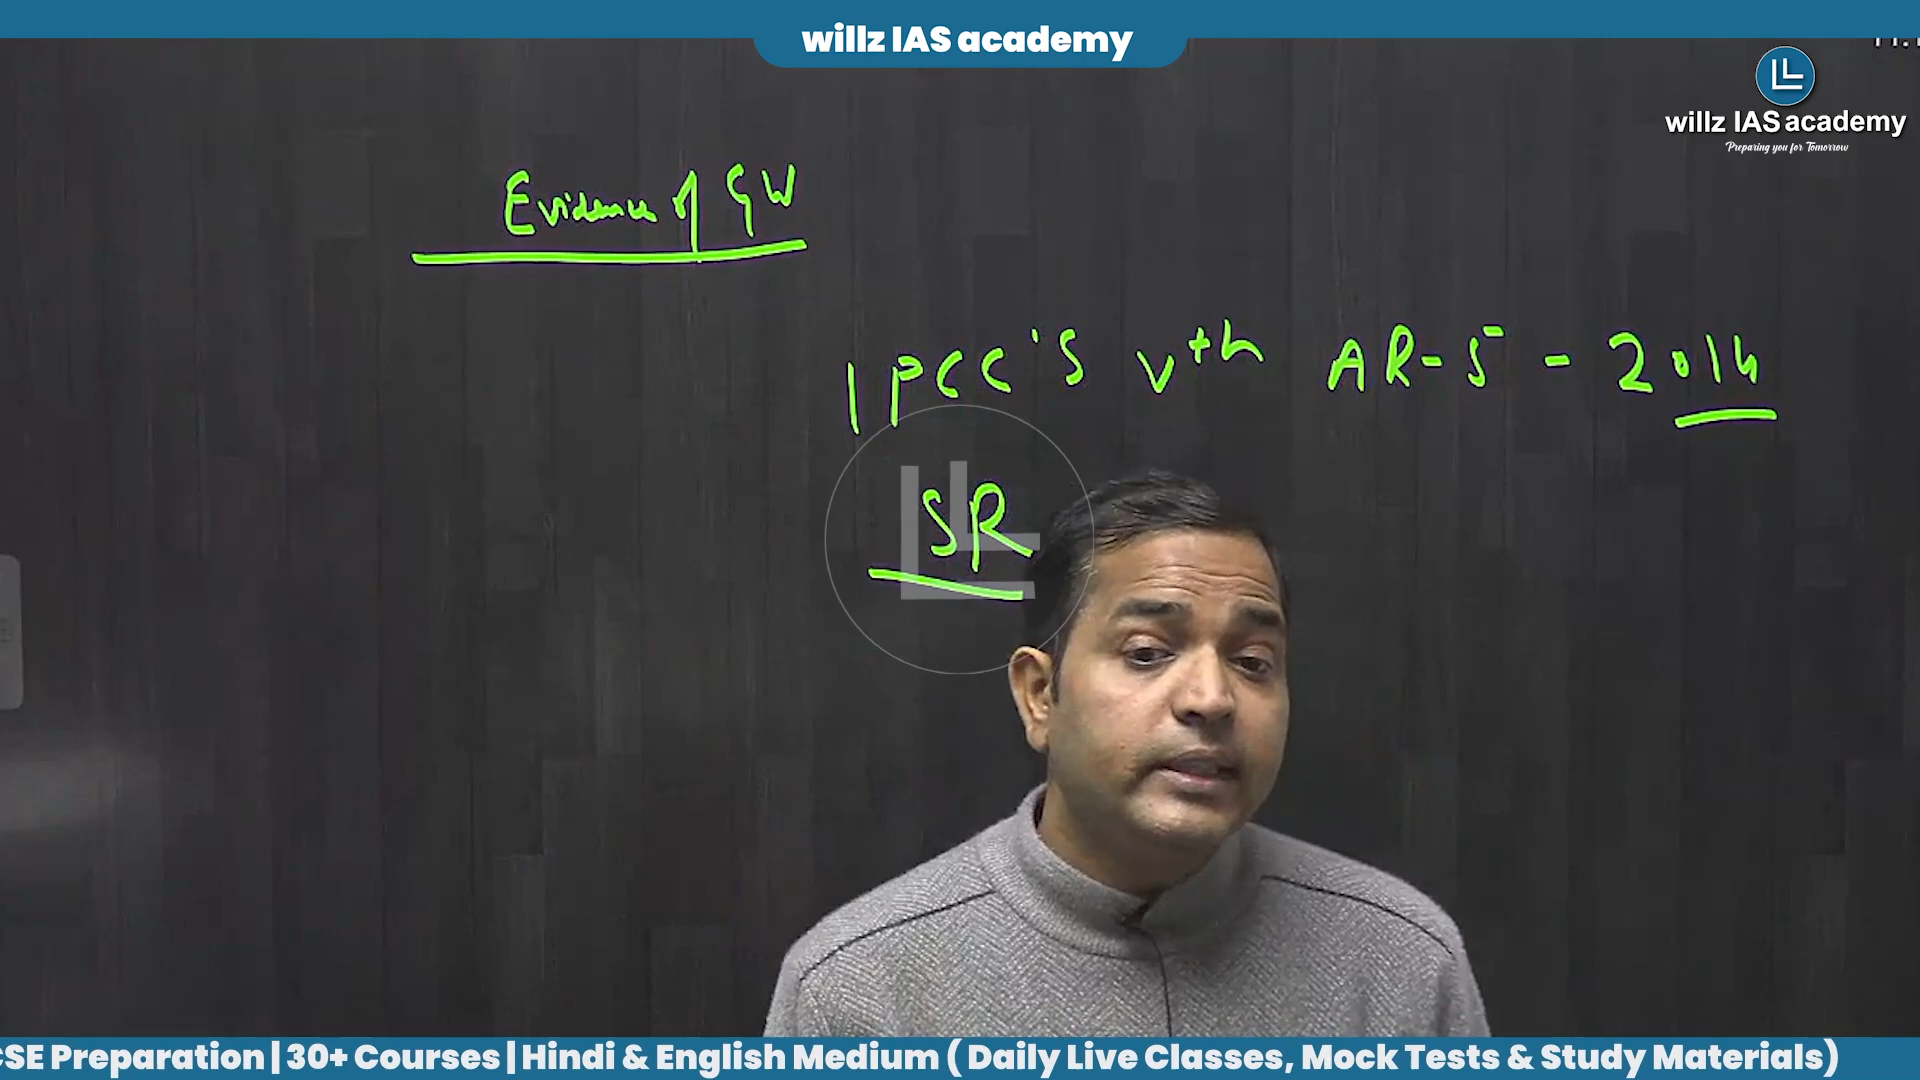 willz IAS academy
willz IAS academy
Preparing you for Tomorrow
Evidence of GW
IPCC'S Vth AR-5 - 2014
SR
CSE Preparation | 30+ Courses | Hindi & English Medium ( Daily Live Classes, Mock Tests & Study Materials)